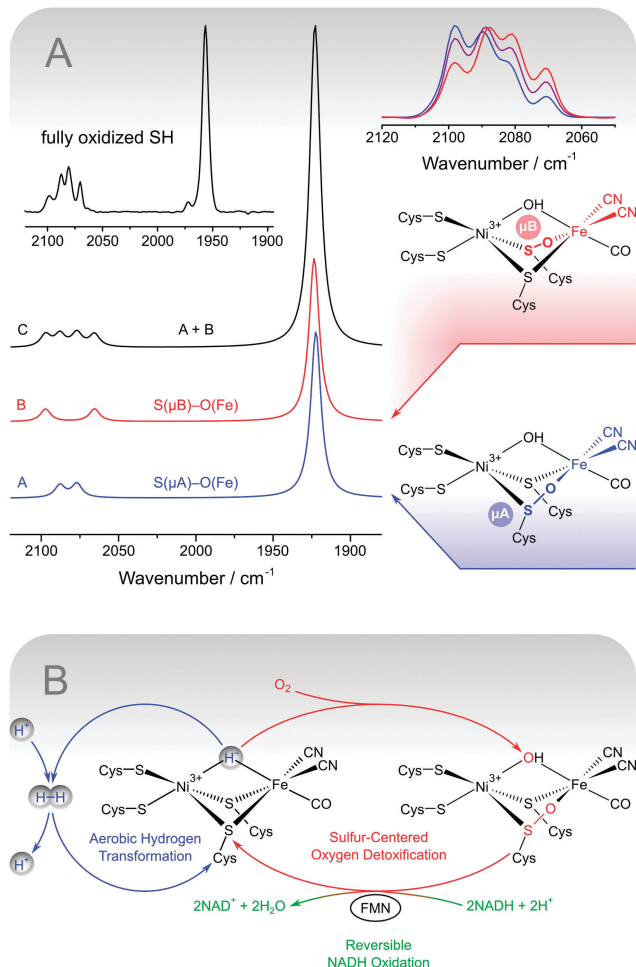 A
fully oxidized SH
2120 2100 2080 2060
Wavenumber / cm⁻¹
2100 2050 2000 1950 1900
OH
CN
CN
Cys–S
Ni³⁺
µB
S–O
Fe
CO
Cys–S
S
Cys
Cys
C A + B
B S(µB)–O(Fe)
A S(µA)–O(Fe)
OH
CN
CN
Cys–S
Ni³⁺
Fe
S
CO
Cys–S
O
µA
S
Cys
Cys
2100 2050 2000 1950 1900
Wavenumber / cm⁻¹
B
O₂
H⁺
H⁻
OH
CN
CN
CN
CN
Cys–S
Ni³⁺
Fe
Cys–S
Ni³⁺
Fe
H–H
S
CO
S
CO
Cys–S
Cys–S
O
S
Cys
S
Cys
H⁺
Aerobic Hydrogen
Transformation
Cys
Sulfur-Centered
Oxygen Detoxification
Cys
2NAD⁺ + 2H₂O
FMN
2NADH + 2H⁺
Reversible
NADH Oxidation